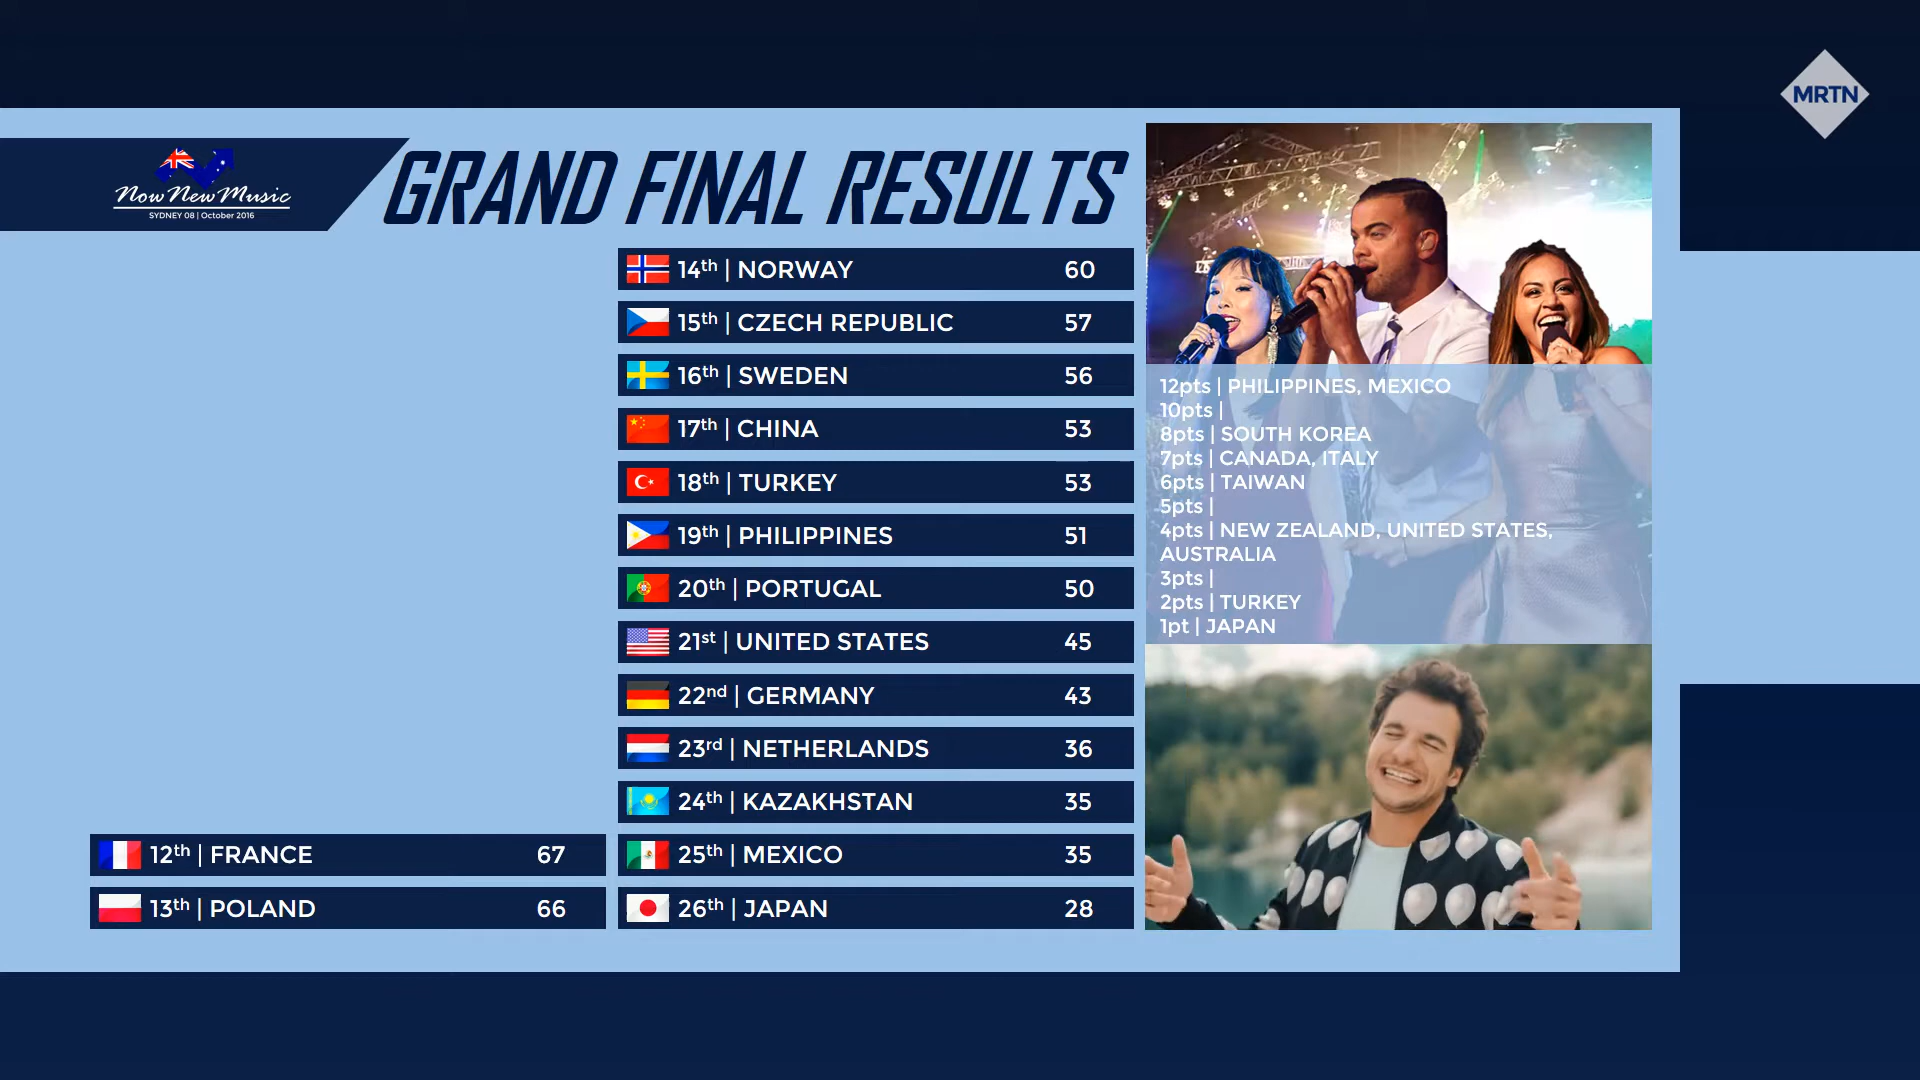 MRTN
NowNewMusic
SYDNEY 08 | October 2016
GRAND FINAL RESULTS
12th | FRANCE 67
13th | POLAND 66
14th | NORWAY 60
15th | CZECH REPUBLIC 57
16th | SWEDEN 56
17th | CHINA 53
18th | TURKEY 53
19th | PHILIPPINES 51
20th | PORTUGAL 50
21st | UNITED STATES 45
22nd | GERMANY 43
23rd | NETHERLANDS 36
24th | KAZAKHSTAN 35
25th | MEXICO 35
26th | JAPAN 28
12pts | PHILIPPINES, MEXICO
10pts |
8pts | SOUTH KOREA
7pts | CANADA, ITALY
6pts | TAIWAN
5pts |
4pts | NEW ZEALAND, UNITED STATES,
AUSTRALIA
3pts |
2pts | TURKEY
1pt | JAPAN